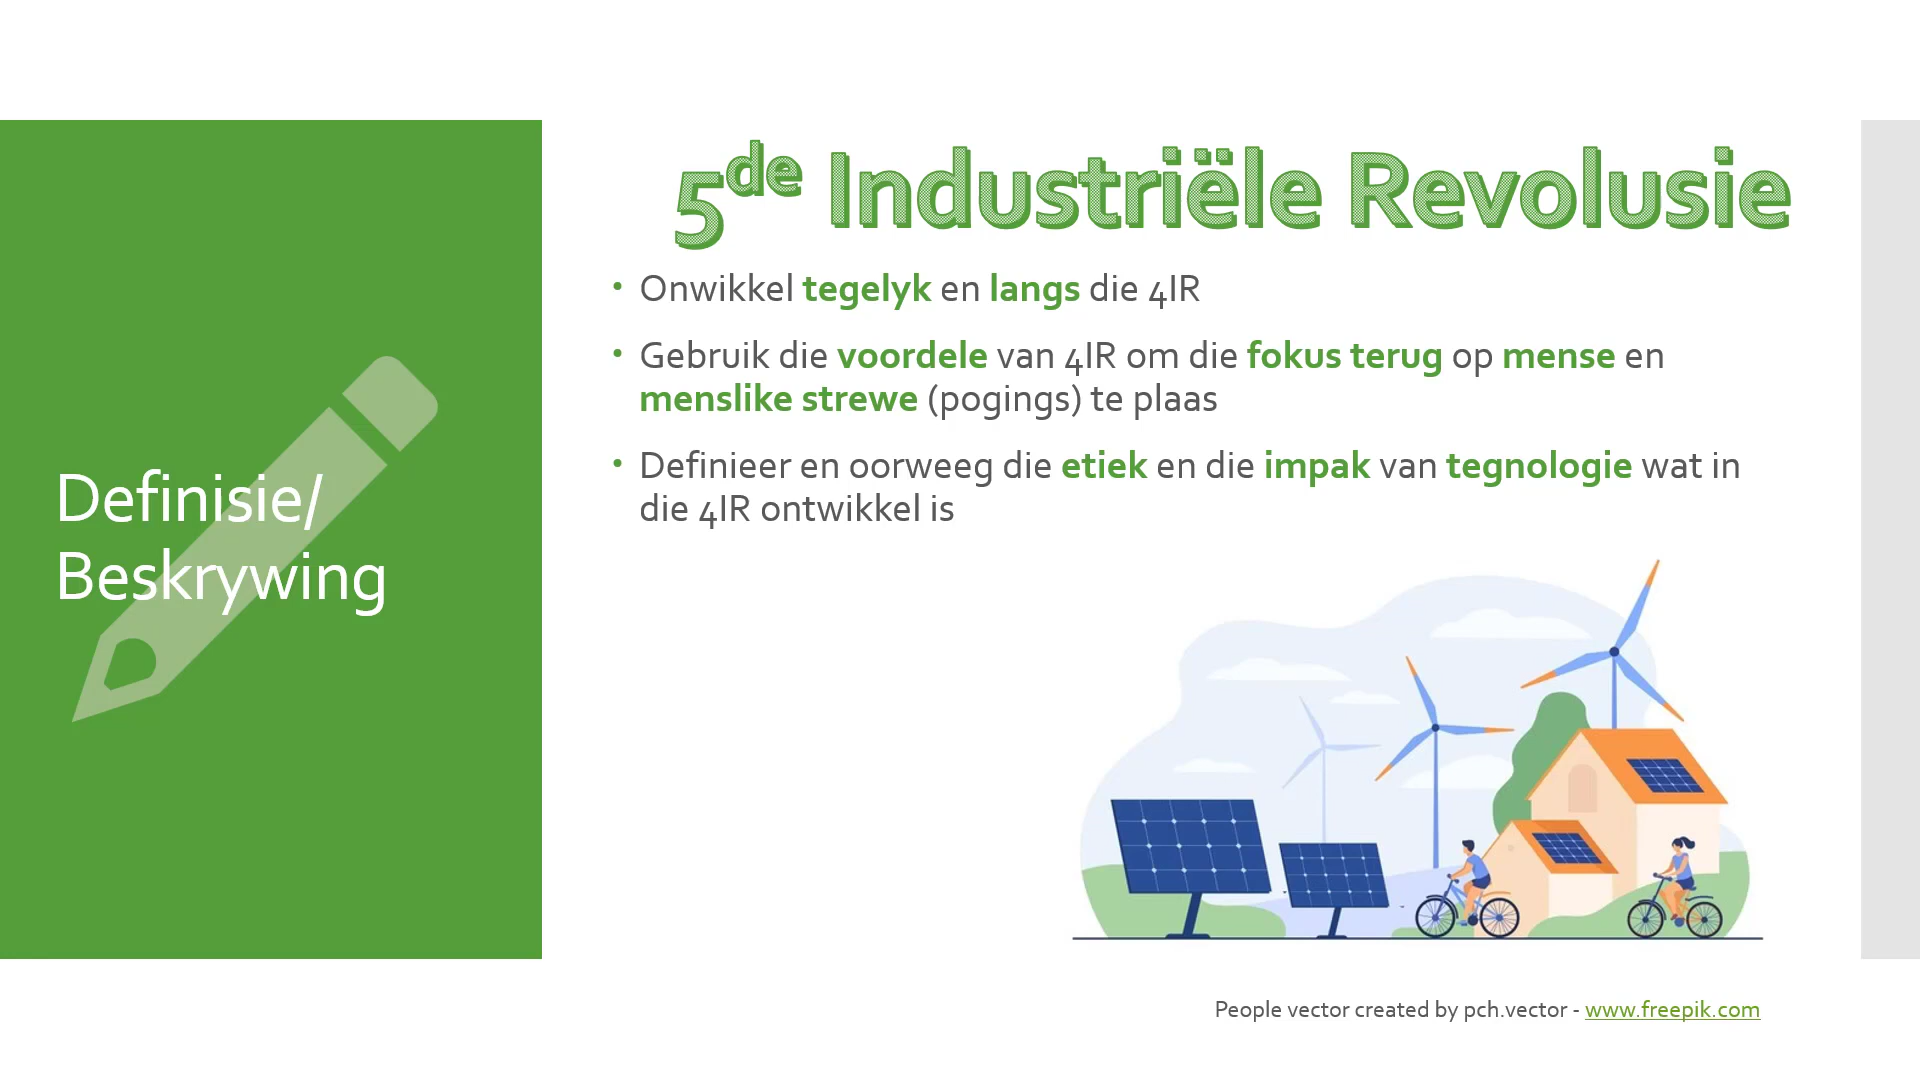 Definisie/
Beskrywing
5de Industriële Revolusie
• Onwikkel tegelyk en langs die 4IR
• Gebruik die voordele van 4IR om die fokus terug op mense en
menslike strewe (pogings) te plaas
• Definieer en oorweeg die etiek en die impak van tegnologie wat in
die 4IR ontwikkel is
People vector created by pch.vector - www.freepik.com